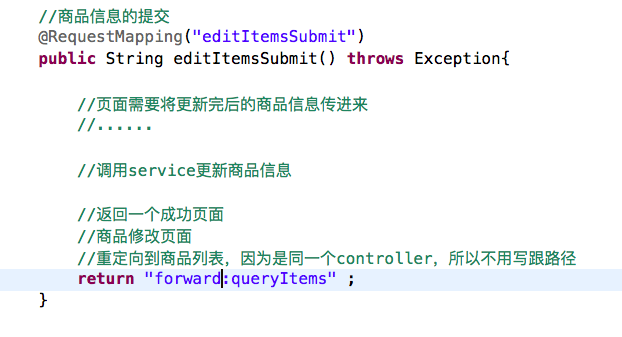 //商品信息的提交
@RequestMapping("editItemsSubmit")
public String editItemsSubmit() throws Exception{
//页面需要将更新完后的商品信息传进来
//......
//调用service更新商品信息
//返回一个成功页面
//商品修改页面
//重定向到商品列表，因为是同一个controller，所以不用写跟路径
return "forward:queryItems" ;
}